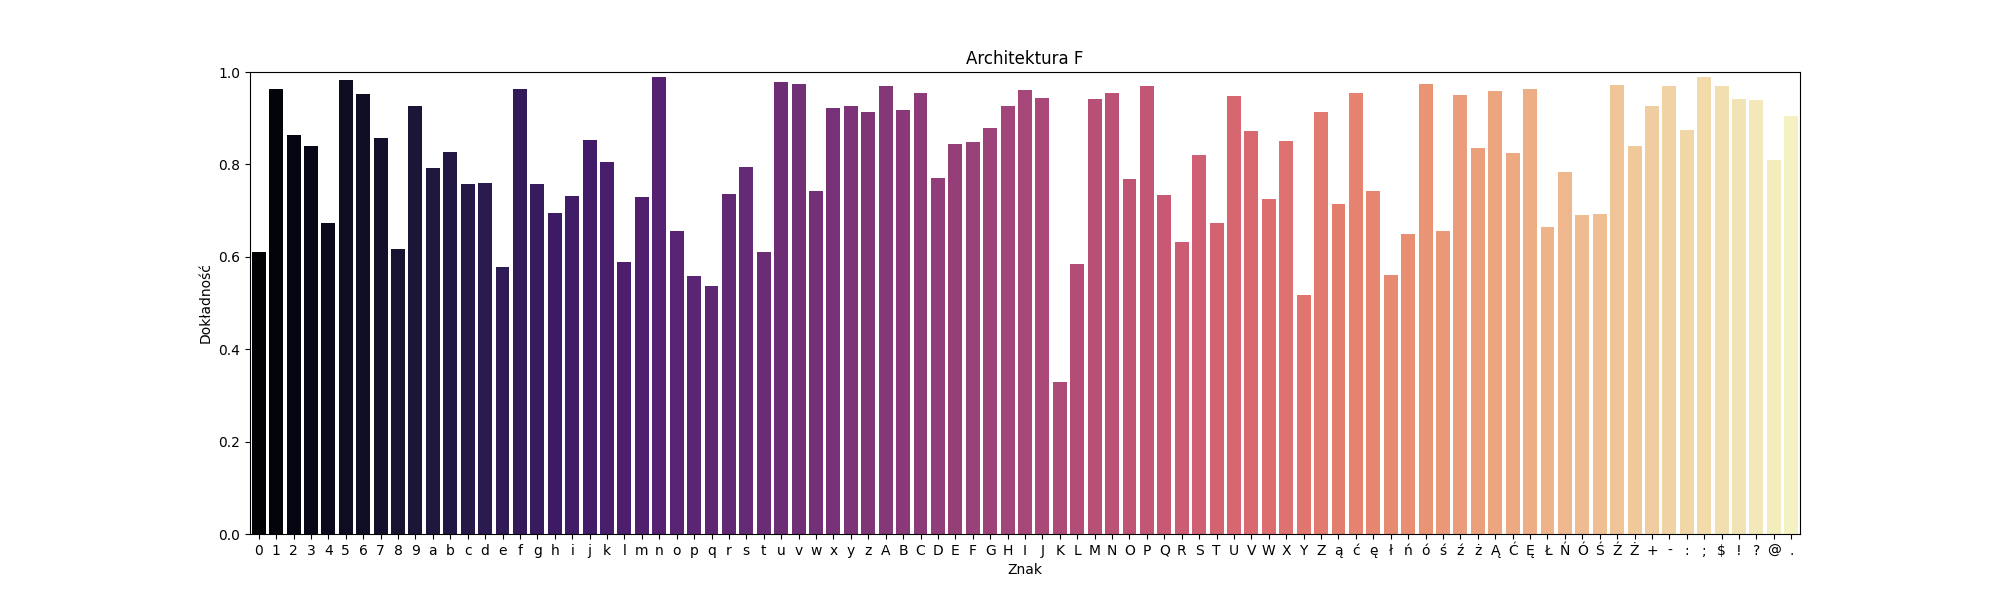 Architektura F
1.0
0.8
0.6
0.4
0.2
0.0
Dokładność
0 1 2 3 4 5 6 7 8 9 a b c d e f g h i j k l m n o p q r s t u v w x y z A B C D E F G H I J K L M N O P Q R S T U V W X Y Z ą ć ę ł ń ó ś ź ż Ą Ć Ę Ł Ń Ó Ś Ź Ż + - : ; $ ! ? @ .
Znak